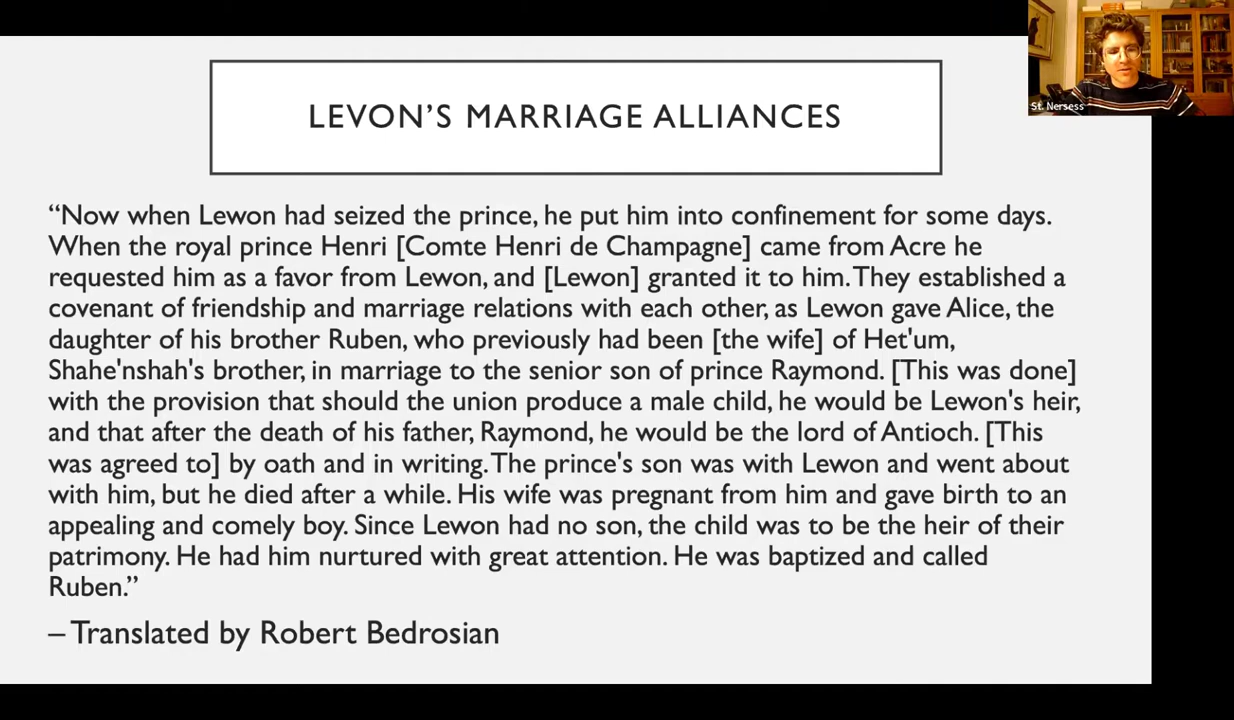 LEVON'S MARRIAGE ALLIANCES
St. Nersess
“Now when Lewon had seized the prince, he put him into confinement for some days.
When the royal prince Henri [Comte Henri de Champagne] came from Acre he
requested him as a favor from Lewon, and [Lewon] granted it to him. They established a
covenant of friendship and marriage relations with each other, as Lewon gave Alice, the
daughter of his brother Ruben, who previously had been [the wife] of Het'um,
Shahe'nshah's brother, in marriage to the senior son of prince Raymond. [This was done]
with the provision that should the union produce a male child, he would be Lewon's heir,
and that after the death of his father, Raymond, he would be the lord of Antioch. [This
was agreed to] by oath and in writing. The prince's son was with Lewon and went about
with him, but he died after a while. His wife was pregnant from him and gave birth to an
appealing and comely boy. Since Lewon had no son, the child was to be the heir of their
patrimony. He had him nurtured with great attention. He was baptized and called
Ruben.”
– Translated by Robert Bedrosian